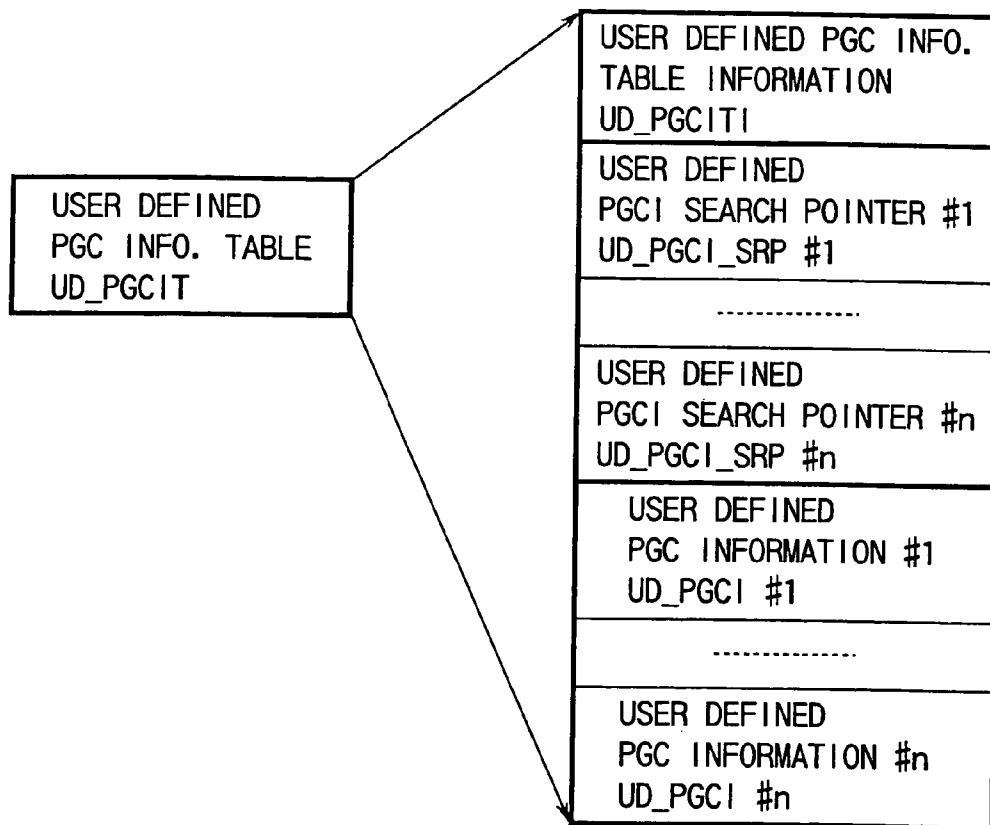 USER DEFINED
PGC INFO. TABLE
UD_PGCIT
USER DEFINED PGC INFO.
TABLE INFORMATION
UD_PGCITI
USER DEFINED
PGCI SEARCH POINTER #1
UD_PGCI_SRP #1
USER DEFINED
PGCI SEARCH POINTER #n
UD_PGCI_SRP #n
USER DEFINED
PGC INFORMATION #1
UD_PGCI #1
USER DEFINED
PGC INFORMATION #n
UD_PGCI #n